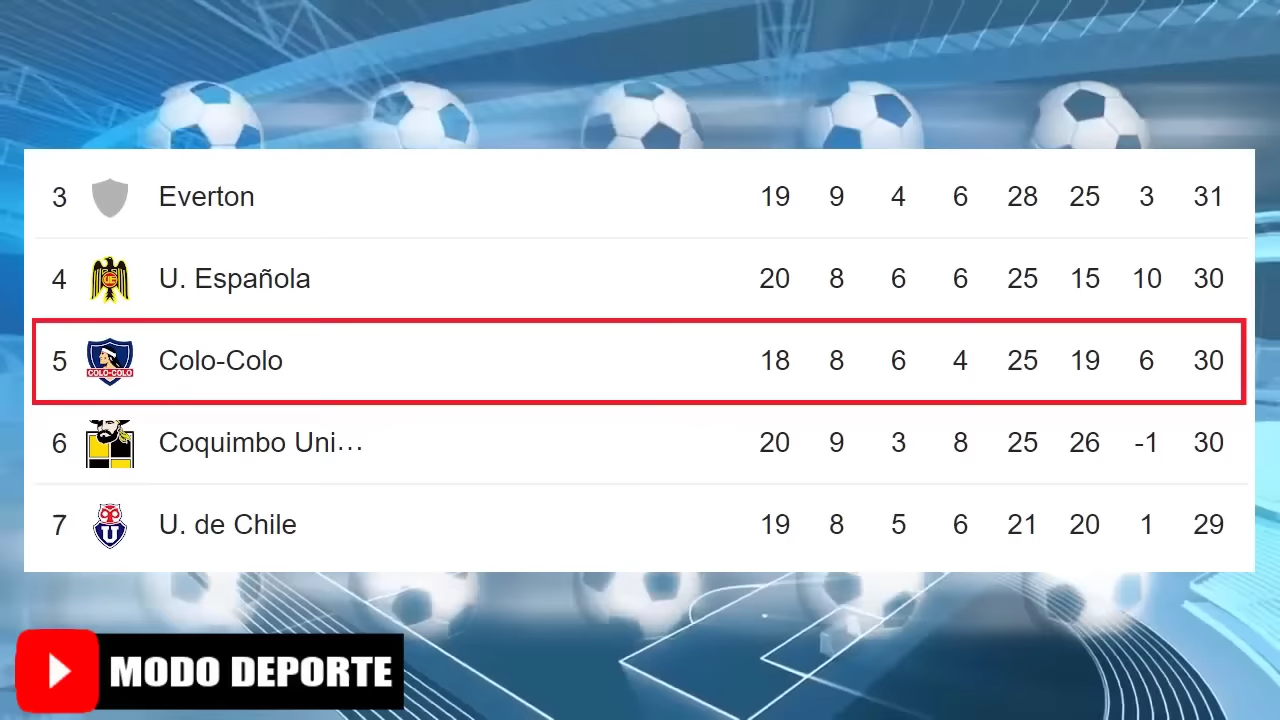 3 Everton 19 9 4 6 28 25 3 31
4 U. Española 20 8 6 6 25 15 10 30
5 COLO-COLO Colo-Colo 18 8 6 4 25 19 6 30
6 Coquimbo Uni... 20 9 3 8 25 26 -1 30
7 U U. de Chile 19 8 5 6 21 20 1 29
MODO DEPORTE